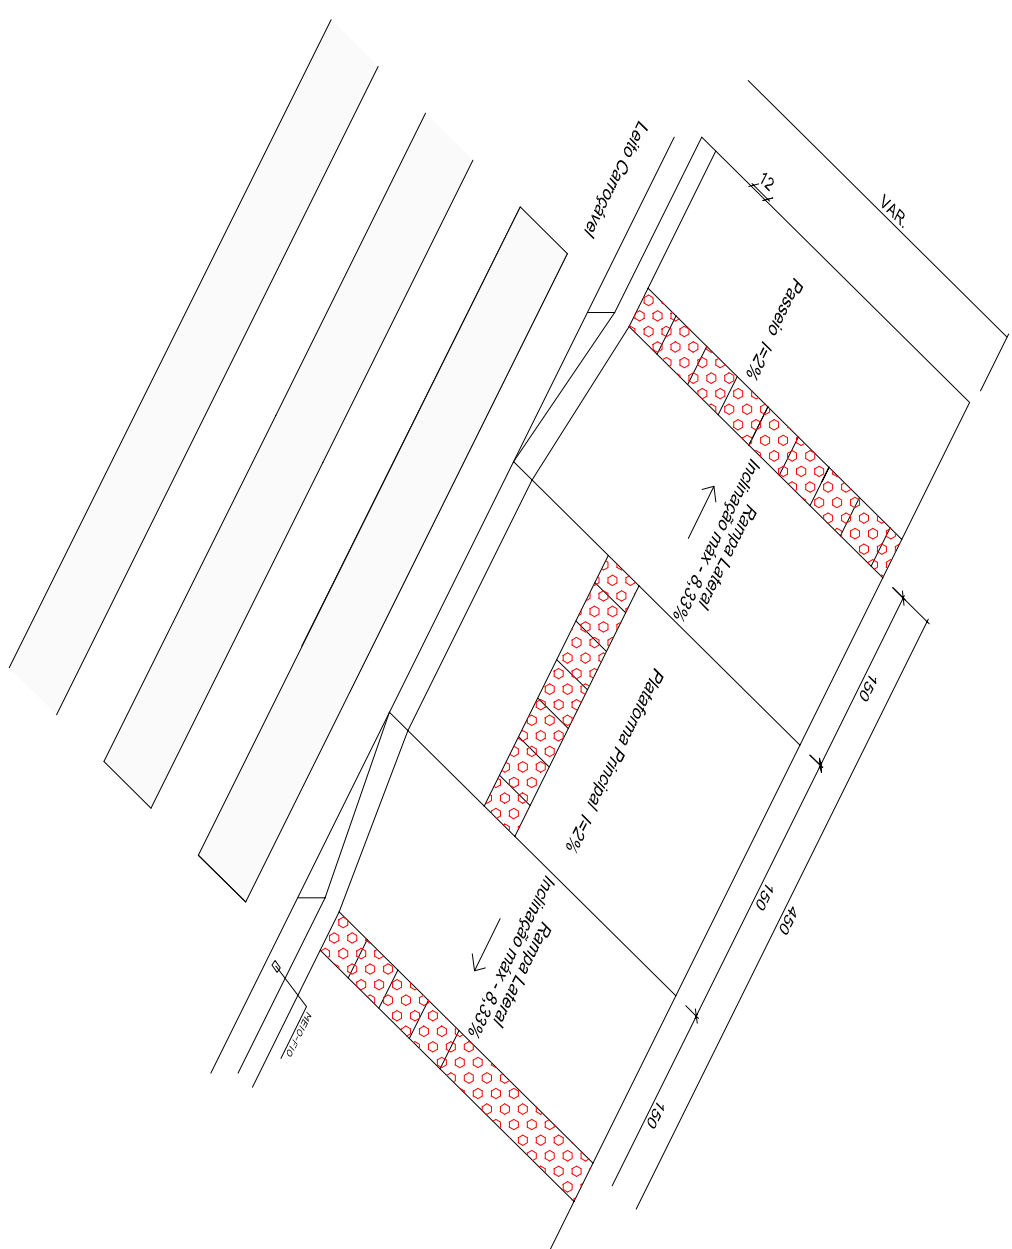 Leito Carroçável
12
VAR.
Passeio I=2%
Rampa Lateral
Inclinação máx - 8,33%
150
Plataforma Principal I=2%
150
450
Rampa Lateral
Inclinação máx - 8,33%
MEIO-FIO
150